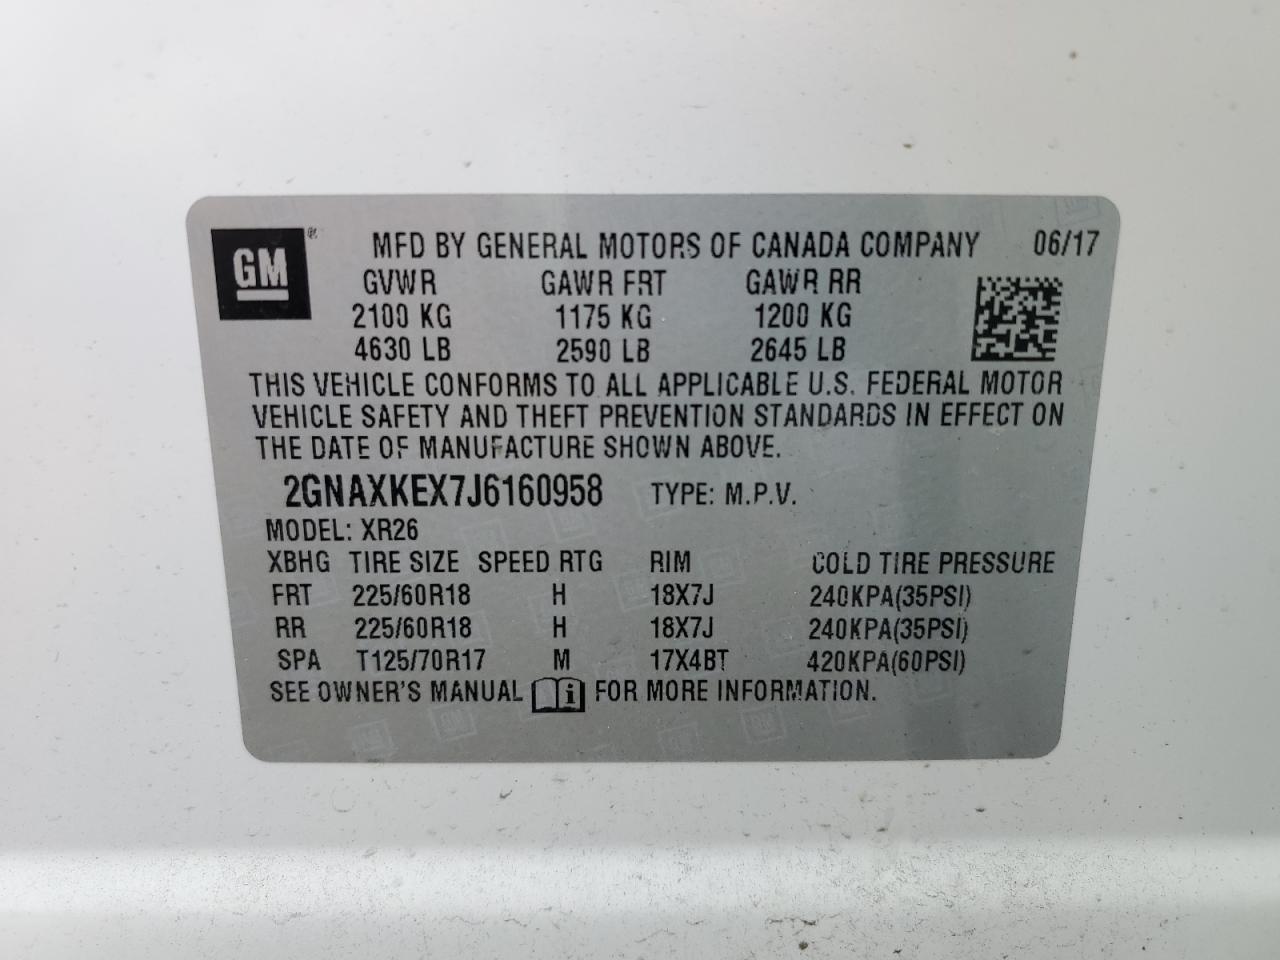 GM ® MFD BY GENERAL MOTORS OF CANADA COMPANY 06/17
GVWR GAWR FRT GAWR RR
2100 KG 1175 KG 1200 KG
4630 LB 2590 LB 2645 LB
THIS VEHICLE CONFORMS TO ALL APPLICABLE U.S. FEDERAL MOTOR
VEHICLE SAFETY AND THEFT PREVENTION STANDARDS IN EFFECT ON
THE DATE OF MANUFACTURE SHOWN ABOVE.
2GNAXKEX7J6160958 TYPE: M.P.V.
MODEL: XR26
XBHG TIRE SIZE SPEED RTG RIM COLD TIRE PRESSURE
FRT 225/60R18 H 18X7J 240KPA(35PSI)
RR 225/60R18 H 18X7J 240KPA(35PSI)
SPA T125/70R17 M 17X4BT 420KPA(60PSI)
SEE OWNER'S MANUAL i FOR MORE INFORMATION.